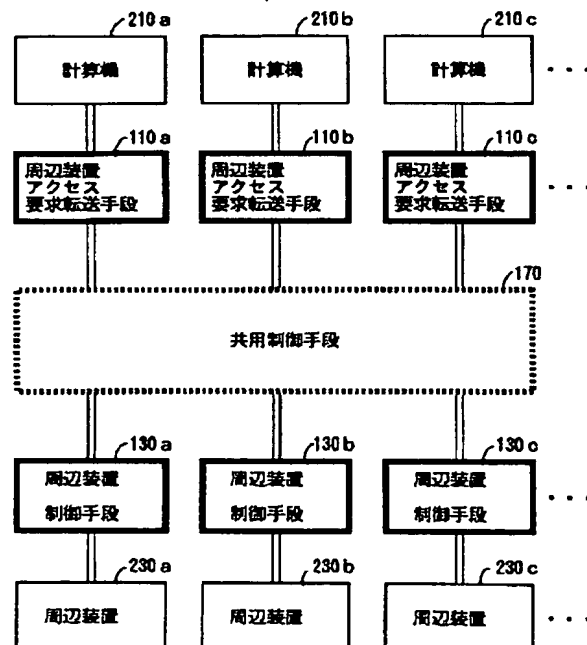 210a 210b 210c
計算機 計算機 計算機 ・・・
110a 110b 110c
周辺装置 周辺装置 周辺装置
アクセス アクセス アクセス ・・・
要求転送手段 要求転送手段 要求転送手段
170
共用制御手段
130a 130b 130c
周辺装置 周辺装置 周辺装置
制御手段 制御手段 制御手段 ・・・
230a 230b 230c
周辺装置 周辺装置 周辺装置 ・・・